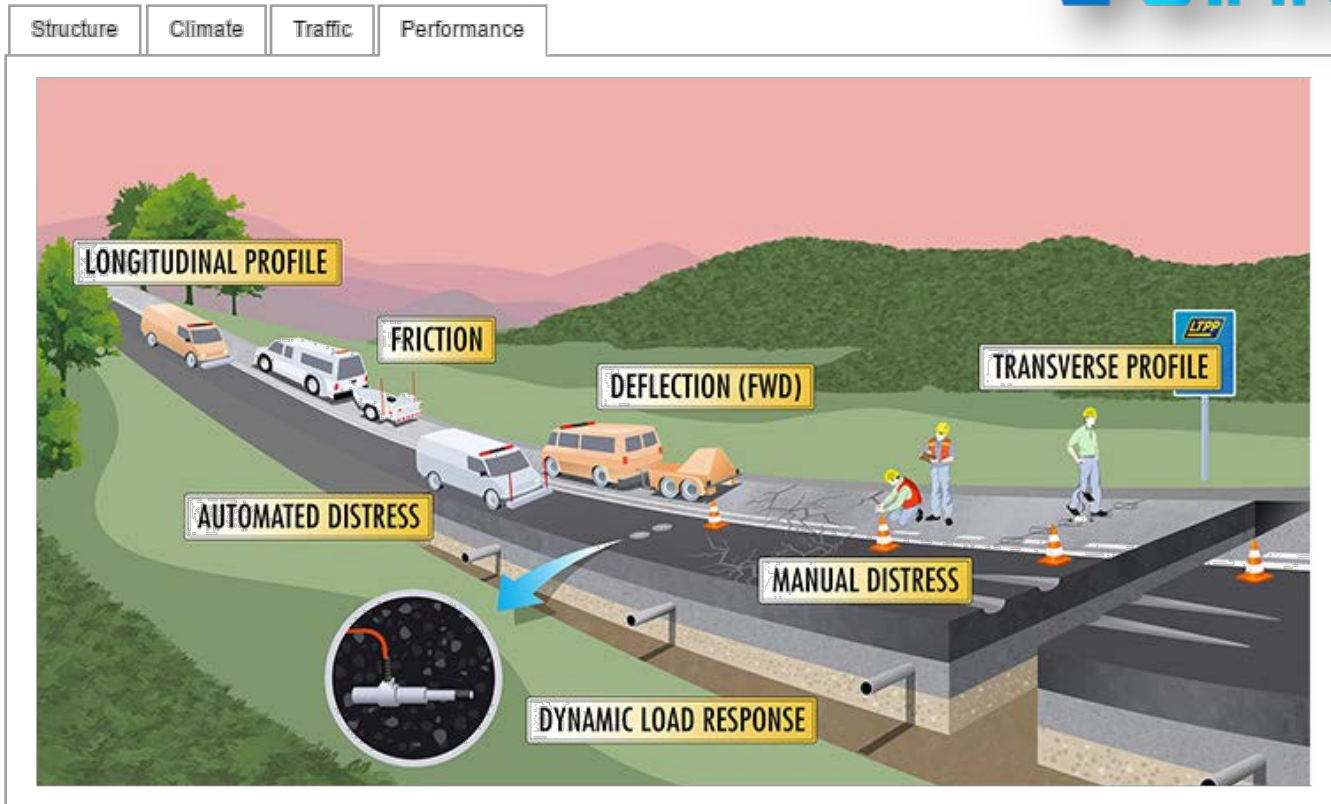 Structure
Climate
Traffic
Performance
LONGITUDINAL PROFILE
FRICTION
LTPP
TRANSVERSE PROFILE
DEFLECTION (FWD)
AUTOMATED DISTRESS
MANUAL DISTRESS
DYNAMIC LOAD RESPONSE